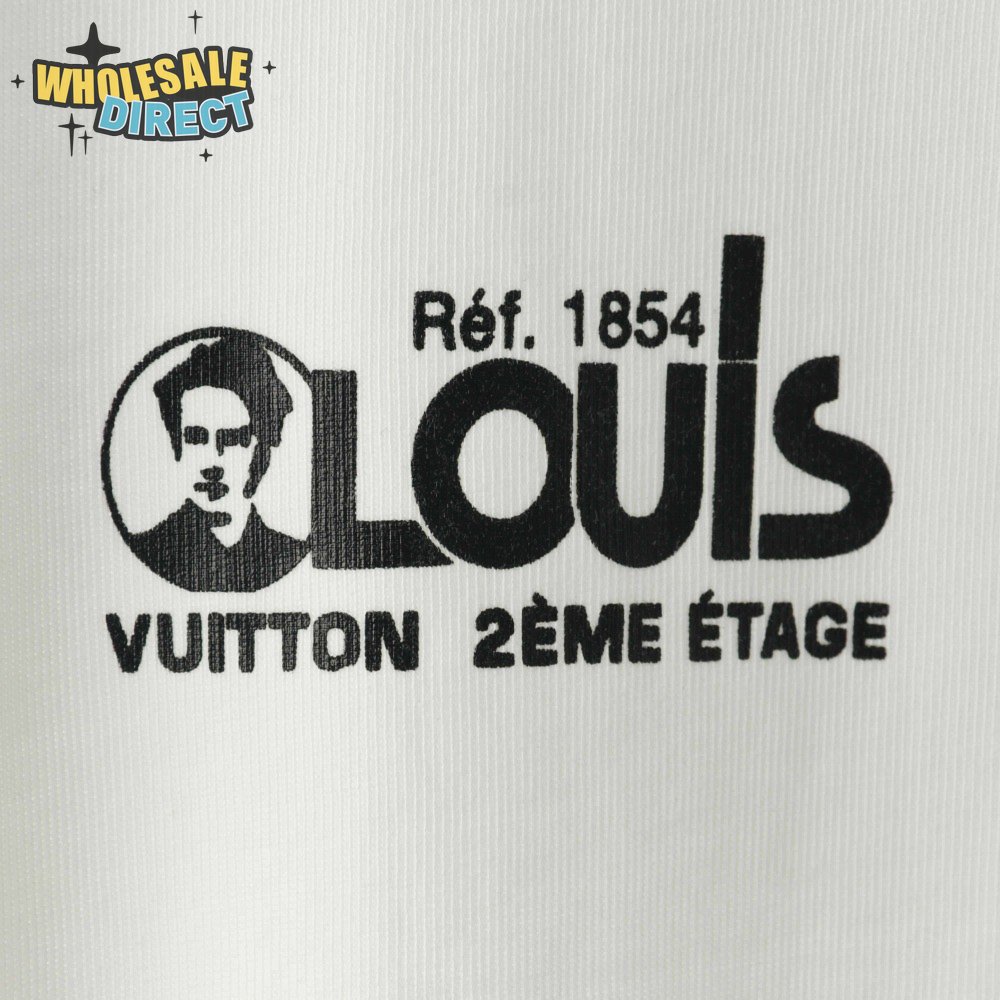 WHOLESALE
DIRECT
Réf. 1854
LOUIS
VUITTON 2ÈME ÉTAGE